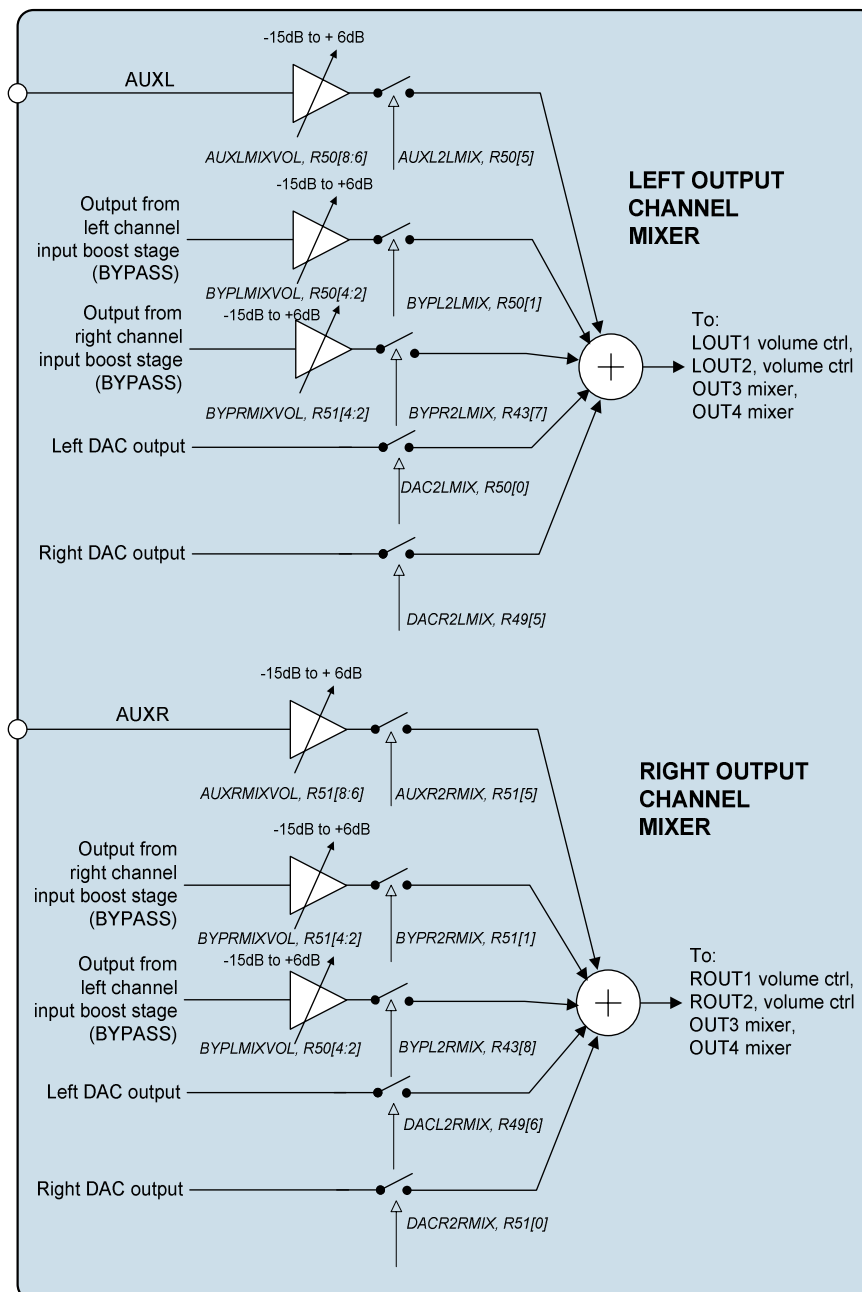 -15dB to + 6dB
AUXL
AUXLMIXVOL, R50[8:6]
AUXL2LMIX, R50[5]
LEFT OUTPUT
CHANNEL
MIXER
-15dB to +6dB
Output from
left channel
input boost stage
(BYPASS)
BYPLMIXVOL, R50[4:2]
BYPL2LMIX, R50[1]
-15dB to +6dB
Output from
right channel
input boost stage
(BYPASS)
BYPRMIXVOL, R51[4:2]
BYPR2LMIX, R43[7]
To:
LOUT1 volume ctrl,
LOUT2, volume ctrl
OUT3 mixer,
OUT4 mixer
Left DAC output
DAC2LMIX, R50[0]
Right DAC output
DACR2LMIX, R49[5]
-15dB to + 6dB
AUXR
AUXRMIXVOL, R51[8:6]
AUXR2RMIX, R51[5]
RIGHT OUTPUT
CHANNEL
MIXER
-15dB to +6dB
Output from
right channel
input boost stage
(BYPASS)
BYPRMIXVOL, R51[4:2]
BYPR2RMIX, R51[1]
-15dB to +6dB
Output from
left channel
input boost stage
(BYPASS)
BYPLMIXVOL, R50[4:2]
BYPL2RMIX, R43[8]
To:
ROUT1 volume ctrl,
ROUT2, volume ctrl
OUT3 mixer,
OUT4 mixer
Left DAC output
DACL2RMIX, R49[6]
Right DAC output
DACR2RMIX, R51[0]